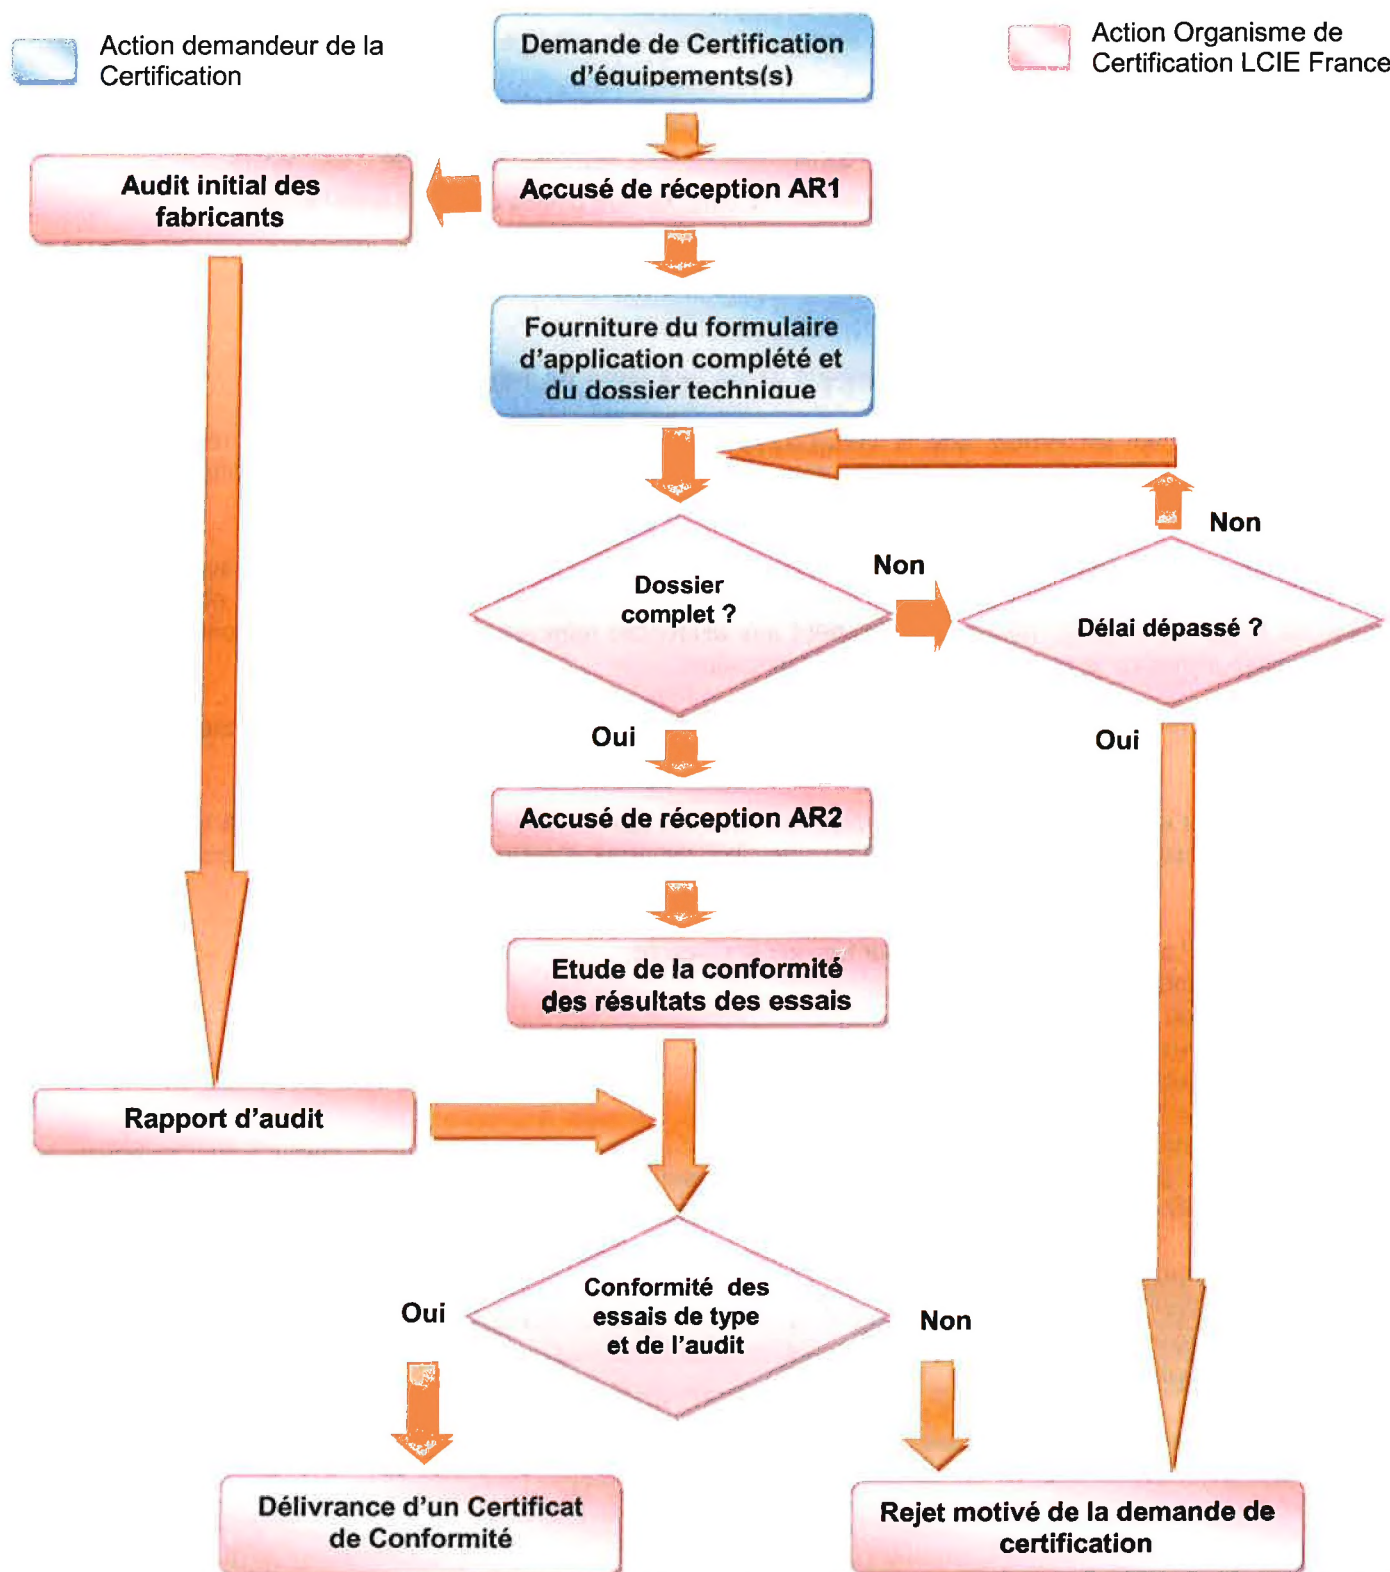 Action demandeur de la
Certification
Demande de Certification
d'équipements(s)
Action Organisme de
Certification LCIE France
Audit initial des
fabricants
Accusé de réception AR1
Fourniture du formulaire
d'application complété et
du dossier technique
Non
Non
Dossier
complet ?
Délai dépassé ?
Oui
Oui
Accusé de réception AR2
Etude de la conformité
des résultats des essais
Rapport d'audit
Conformité des
essais de type
et de l'audit
Oui
Non
Délivrance d'un Certificat
de Conformité
Rejet motivé de la demande de
certification